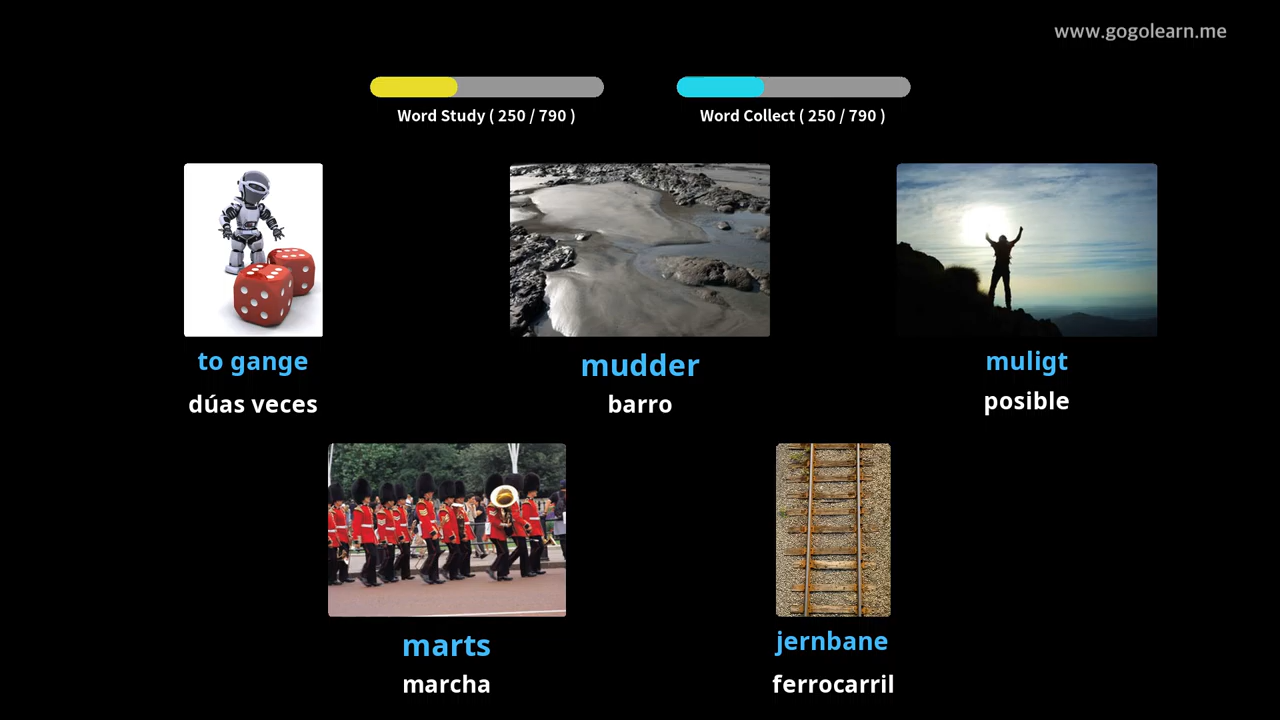 www.gogolearn.me
Word Study ( 250 / 790 )
Word Collect ( 250 / 790 )
to gange
dúas veces
mudder
barro
muligt
posible
marts
marcha
jernbane
ferrocarril